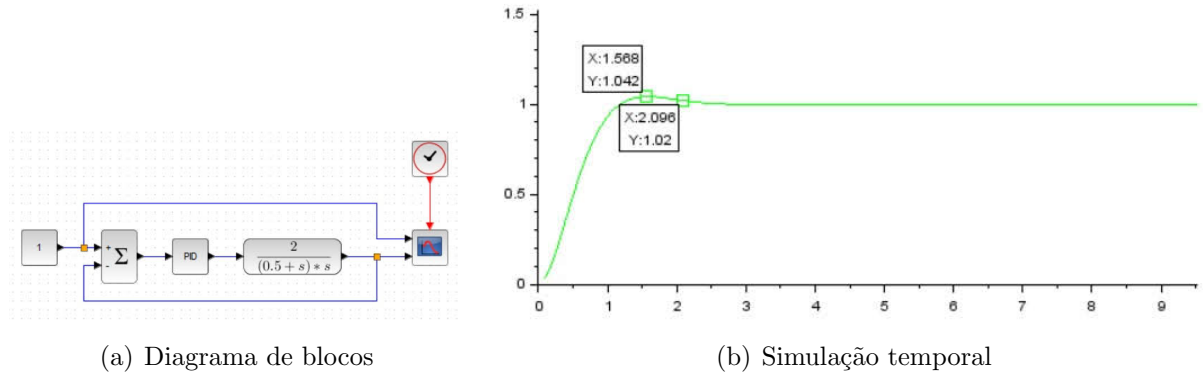 1
+
-
Σ
PID
2
(0.5 + s) * s
(a) Diagrama de blocos
1.5
1
0.5
0
X:1.568
Y:1.042
X:2.096
Y:1.02
0 1 2 3 4 5 6 7 8 9
(b) Simulação temporal